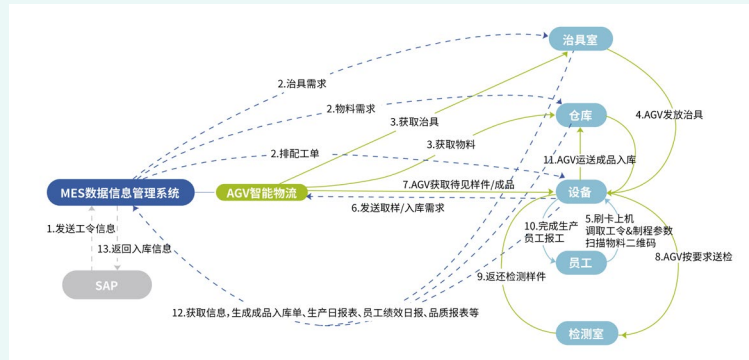 治具室
2.治具需求
2.物料需求
仓库
4.AGV发放治具
3.获取治具
3.获取物料
2.排配工单
11.AGV运送成品入库
MES数据信息管理系统
AGV智能物流
7.AGV获取待见样件/成品
设备
6.发送取样/入库需求
1.发送工令信息
10.完成生产
员工报工
5.刷卡上机
调取工令&制程参数
扫描物料二维码
13.返回入库信息
8.AGV按要求送检
员工
9.返还检测样件
SAP
12.获取信息,生成成品入库单、生产日报表、员工绩效日报、品质报表等
检测室